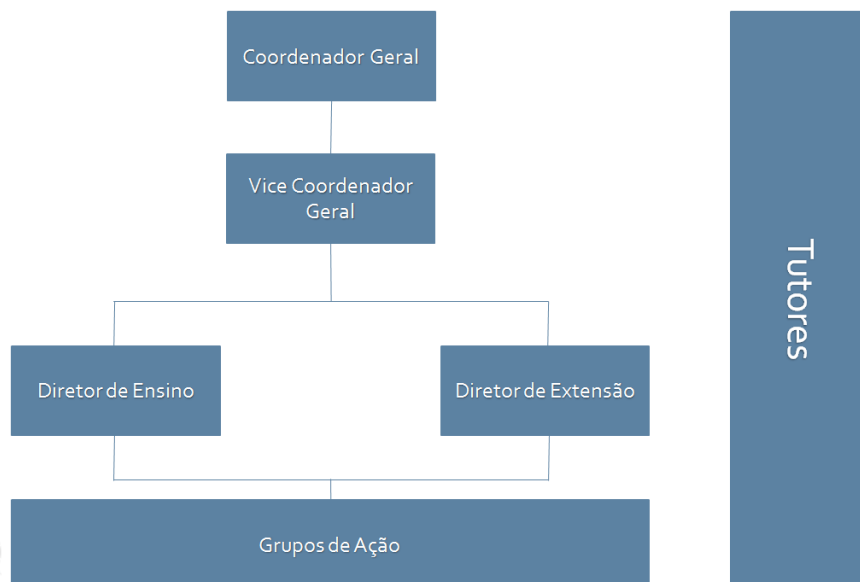 Coordenador Geral
Vice Coordenador
Geral
Diretor de Ensino
Diretor de Extensão
Grupos de Ação
Tutores